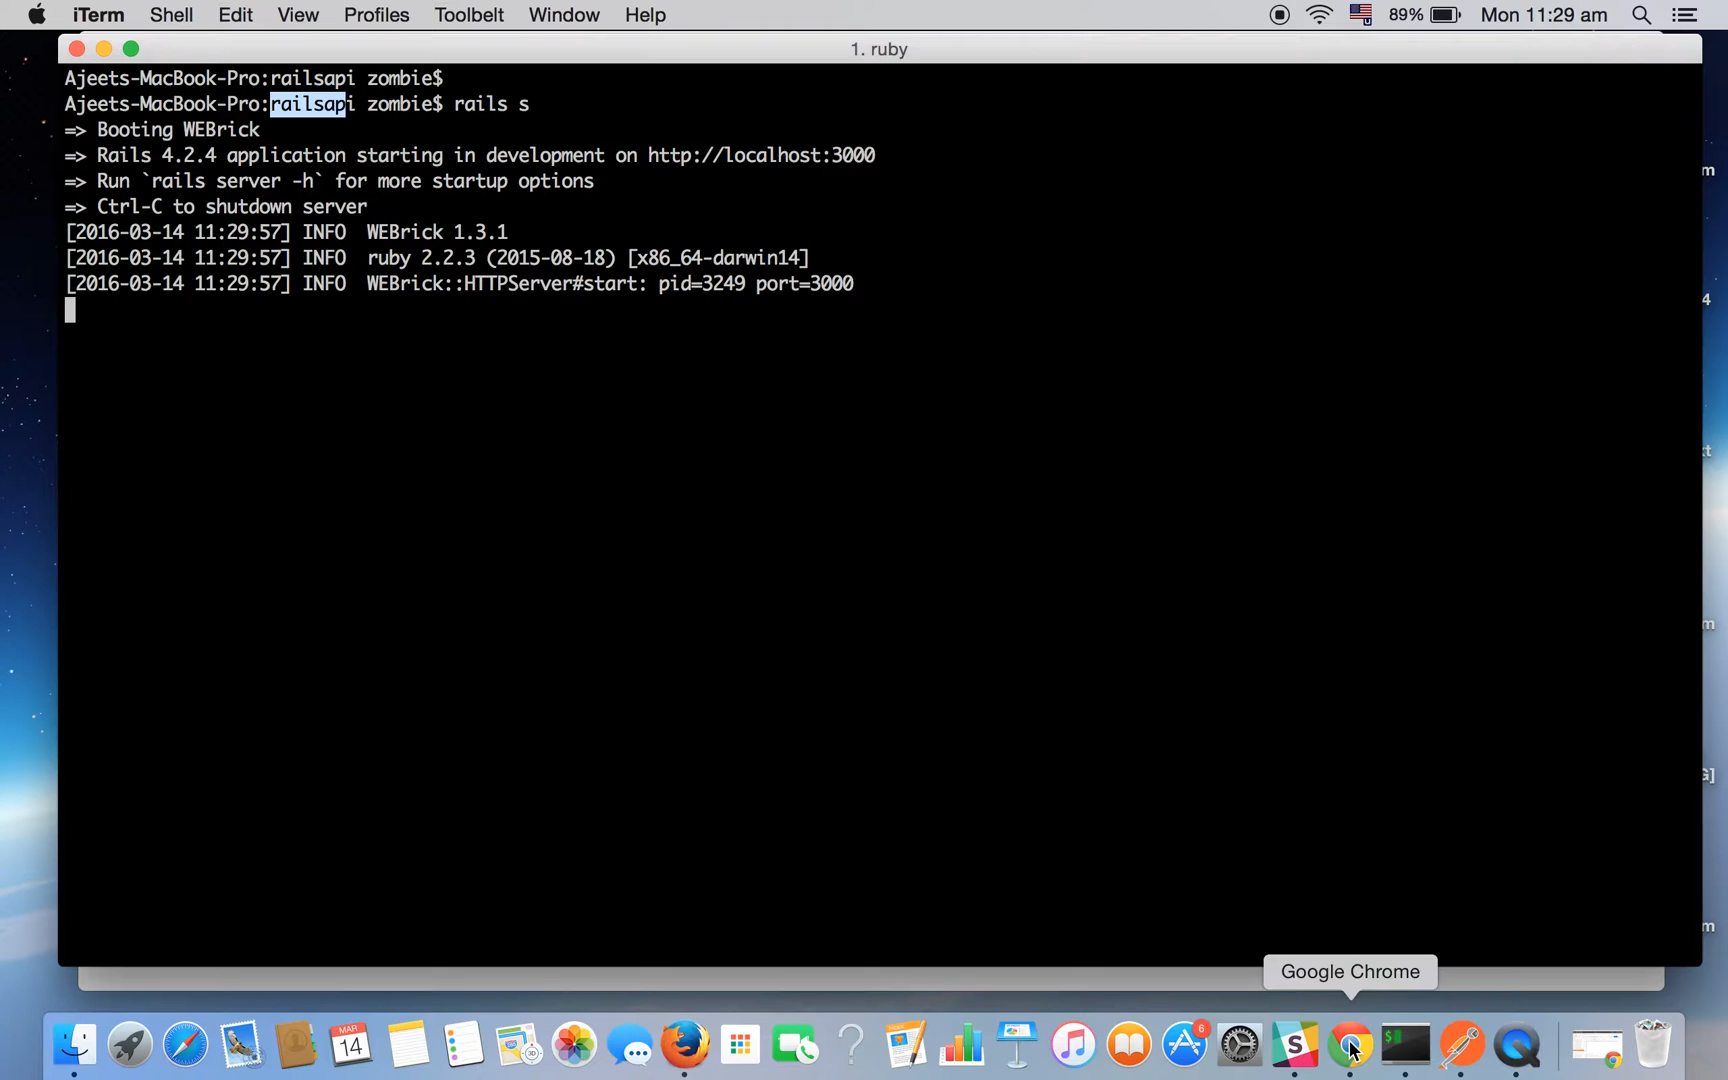 iTerm Shell Edit View Profiles Toolbelt Window Help 89% Mon 11:29 am
1. ruby
Ajeets-MacBook-Pro:railsapi zombie$
Ajeets-MacBook-Pro:railsapi zombie$ rails s
=> Booting WEBrick
=> Rails 4.2.4 application starting in development on http://localhost:3000
=> Run `rails server -h` for more startup options
=> Ctrl-C to shutdown server
[2016-03-14 11:29:57] INFO  WEBrick 1.3.1
[2016-03-14 11:29:57] INFO  ruby 2.2.3 (2015-08-18) [x86_64-darwin14]
[2016-03-14 11:29:57] INFO  WEBrick::HTTPServer#start: pid=3249 port=3000
Google Chrome
MAR
14
6